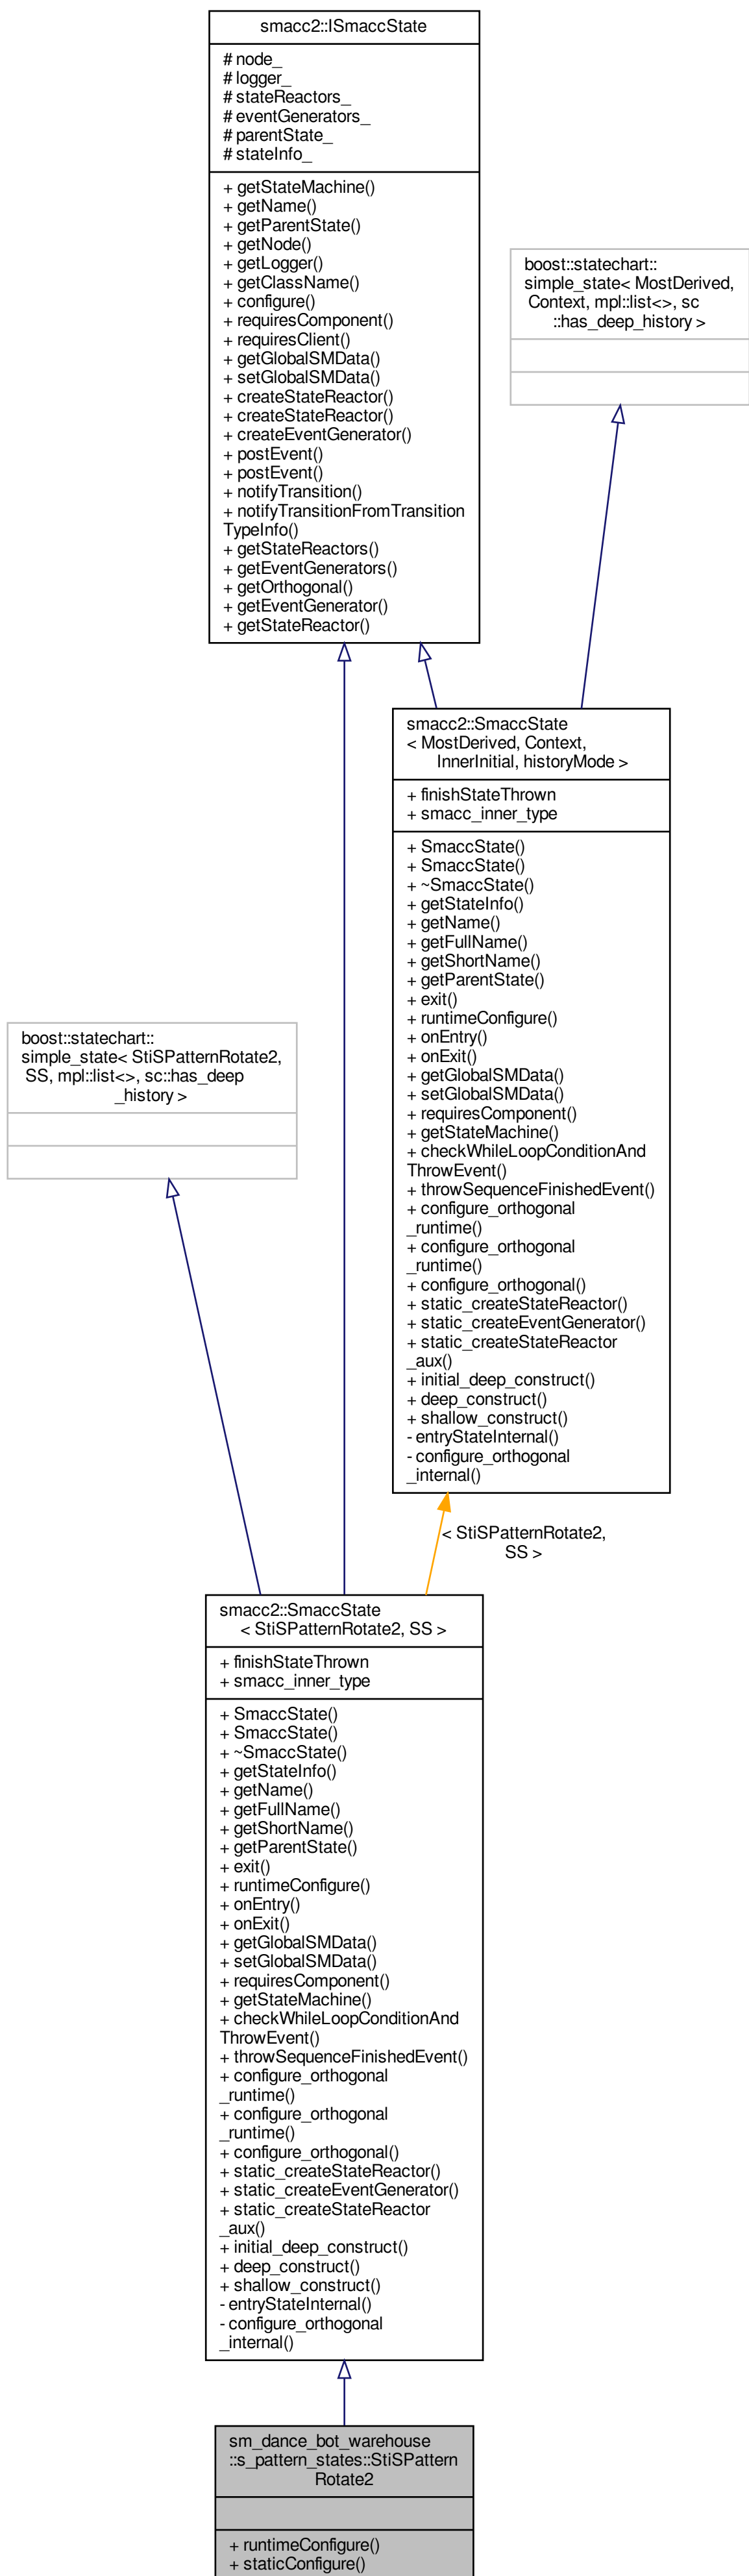 smacc2::ISmaccState
# node_
# logger_
# stateReactors_
# eventGenerators_
# parentState_
# stateInfo_
+ getStateMachine()
+ getName()
+ getParentState()
+ getNode()
+ getLogger()
+ getClassName()
+ configure()
+ requiresComponent()
+ requiresClient()
+ getGlobalSMData()
+ setGlobalSMData()
+ createStateReactor()
+ createStateReactor()
+ createEventGenerator()
+ postEvent()
+ postEvent()
+ notifyTransition()
+ notifyTransitionFromTransition
TypeInfo()
+ getStateReactors()
+ getEventGenerators()
+ getOrthogonal()
+ getEventGenerator()
+ getStateReactor()
boost::statechart::
simple_state< MostDerived,
Context, mpl::list<>, sc
::has_deep_history >
smacc2::SmaccState
< MostDerived, Context,
InnerInitial, historyMode >
+ finishStateThrown
+ smacc_inner_type
+ SmaccState()
+ SmaccState()
+ ~SmaccState()
+ getStateInfo()
+ getName()
+ getFullName()
+ getShortName()
+ getParentState()
+ exit()
+ runtimeConfigure()
+ onEntry()
+ onExit()
+ getGlobalSMData()
+ setGlobalSMData()
+ requiresComponent()
+ getStateMachine()
+ checkWhileLoopConditionAnd
ThrowEvent()
+ throwSequenceFinishedEvent()
+ configure_orthogonal
_runtime()
+ configure_orthogonal
_runtime()
+ configure_orthogonal()
+ static_createStateReactor()
+ static_createEventGenerator()
+ static_createStateReactor
_aux()
+ initial_deep_construct()
+ deep_construct()
+ shallow_construct()
- entryStateInternal()
- configure_orthogonal
_internal()
boost::statechart::
simple_state< StiSPatternRotate2,
SS, mpl::list<>, sc::has_deep
_history >
< StiSPatternRotate2,
SS >
smacc2::SmaccState
< StiSPatternRotate2, SS >
+ finishStateThrown
+ smacc_inner_type
+ SmaccState()
+ SmaccState()
+ ~SmaccState()
+ getStateInfo()
+ getName()
+ getFullName()
+ getShortName()
+ getParentState()
+ exit()
+ runtimeConfigure()
+ onEntry()
+ onExit()
+ getGlobalSMData()
+ setGlobalSMData()
+ requiresComponent()
+ getStateMachine()
+ checkWhileLoopConditionAnd
ThrowEvent()
+ throwSequenceFinishedEvent()
+ configure_orthogonal
_runtime()
+ configure_orthogonal
_runtime()
+ configure_orthogonal()
+ static_createStateReactor()
+ static_createEventGenerator()
+ static_createStateReactor
_aux()
+ initial_deep_construct()
+ deep_construct()
+ shallow_construct()
- entryStateInternal()
- configure_orthogonal
_internal()
sm_dance_bot_warehouse
::s_pattern_states::StiSPattern
Rotate2
+ runtimeConfigure()
+ staticConfigure()